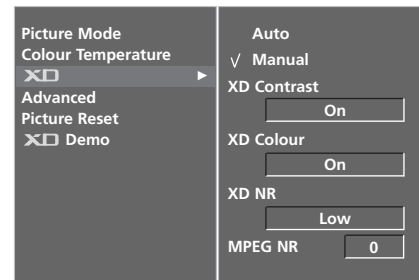 Picture Mode
Colour Temperature
XD
Advanced
Picture Reset
XD Demo
Auto
√ Manual
XD Contrast
On
XD Colour
On
XD NR
Low
MPEG NR 0